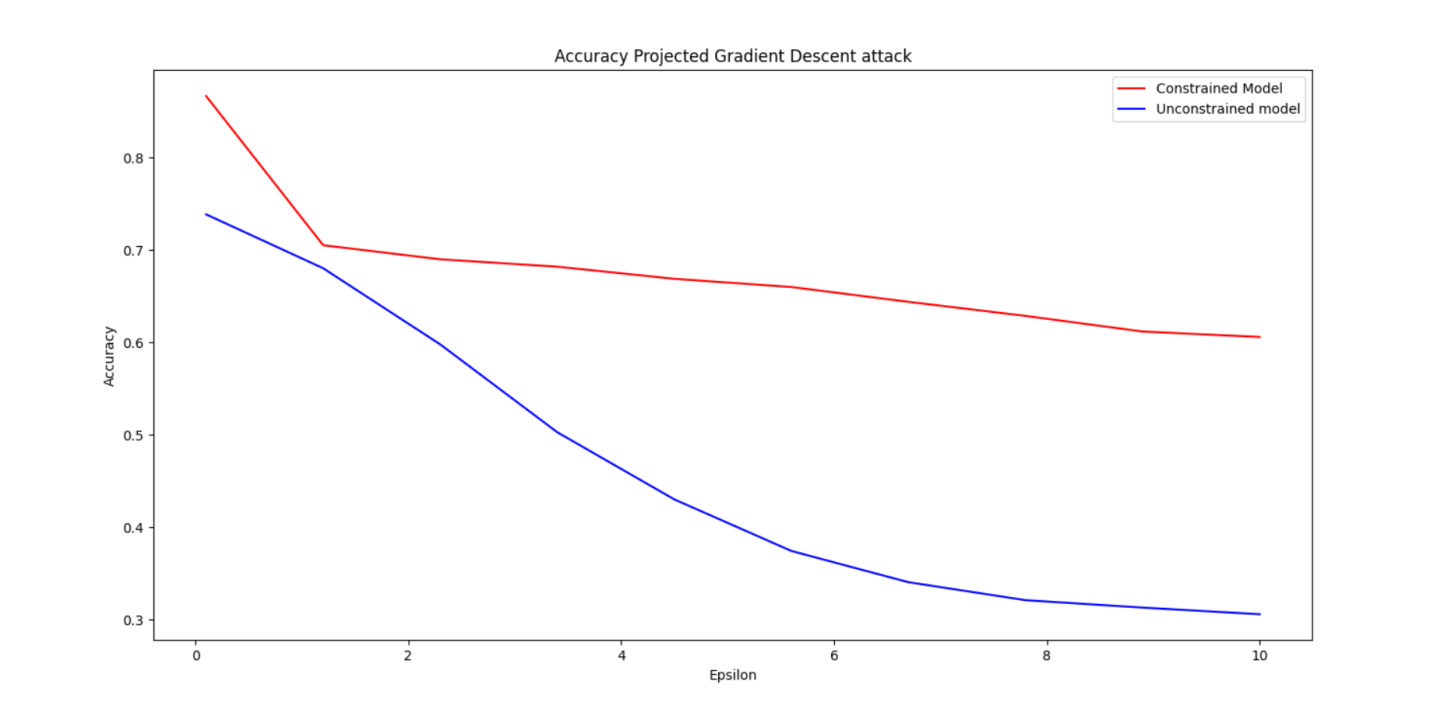 Accuracy Projected Gradient Descent attack
Constrained Model
Unconstrained model
Accuracy
0.8
0.7
0.6
0.5
0.4
0.3
0 2 4 6 8 10
Epsilon